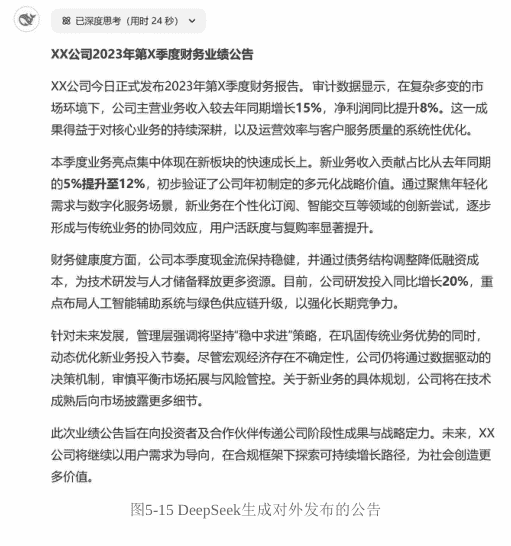 已深度思考（用时 24 秒）
XX公司2023年第X季度财务业绩公告
XX公司今日正式发布2023年第X季度财务报告。审计数据显示，在复杂多变的市
场环境下，公司主营业务收入较去年同期增长15%，净利润同比提升8%。这一成
果得益于对核心业务的持续深耕，以及运营效率与客户服务质量的系统性优化。
本季度业务亮点集中体现在新板块的快速成长上。新业务收入贡献占比从去年同期
的5%提升至12%，初步验证了公司年初制定的多元化战略价值。通过聚焦年轻化
需求与数字化服务场景，新业务在个性化订阅、智能交互等领域的创新尝试，逐步
形成与传统业务的协同效应，用户活跃度与复购率显著提升。
财务健康度方面，公司本季度现金流保持稳健，并通过债务结构调整降低融资成
本，为技术研发与人才储备释放更多资源。目前，公司研发投入同比增长20%，重
点布局人工智能辅助系统与绿色供应链升级，以强化长期竞争力。
针对未来发展，管理层强调将坚持“稳中求进”策略，在巩固传统业务优势的同时，
动态优化新业务投入节奏。尽管宏观经济存在不确定性，公司仍将通过数据驱动的
决策机制，审慎平衡市场拓展与风险管控。关于新业务的具体规划，公司将在技术
成熟后向市场披露更多细节。
此次业绩公告旨在向投资者及合作伙伴传递公司阶段性成果与战略定力。未来，XX
公司将继续以用户需求为导向，在合规框架下探索可持续增长路径，为社会创造更
多价值。
图5-15 DeepSeek生成对外发布的公告